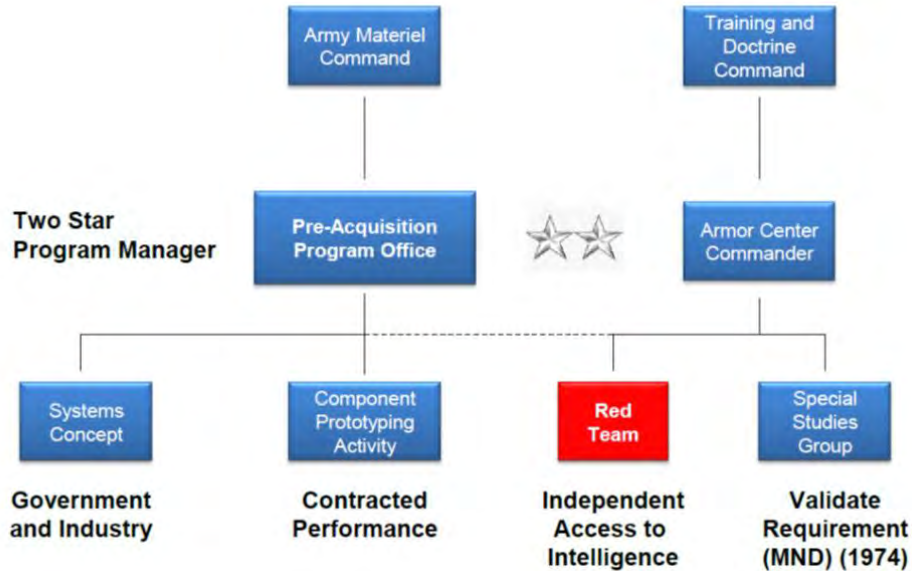 Army Materiel
Command
Training and
Doctrine
Command
Two Star
Program Manager
Pre-Acquisition
Program Office
Armor Center
Commander
Systems
Concept
Component
Prototyping
Activity
Red
Team
Special
Studies
Group
Government
and Industry
Contracted
Performance
Independent
Access to
Intelligence
Validate
Requirement
(MND) (1974)